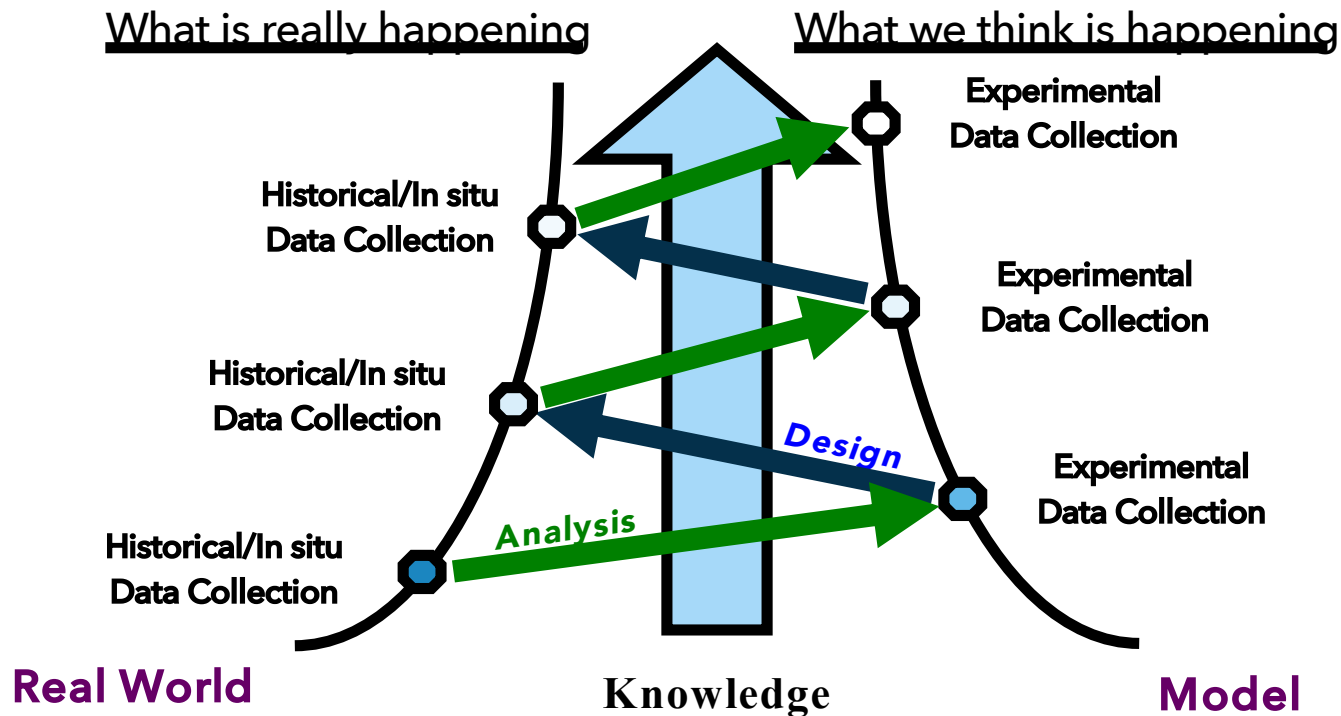 What is really happening
What we think is happening
Experimental
Data Collection
Historical/In situ
Data Collection
Experimental
Data Collection
Historical/In situ
Data Collection
Design
Experimental
Data Collection
Analysis
Historical/In situ
Data Collection
Real World
Knowledge
Model